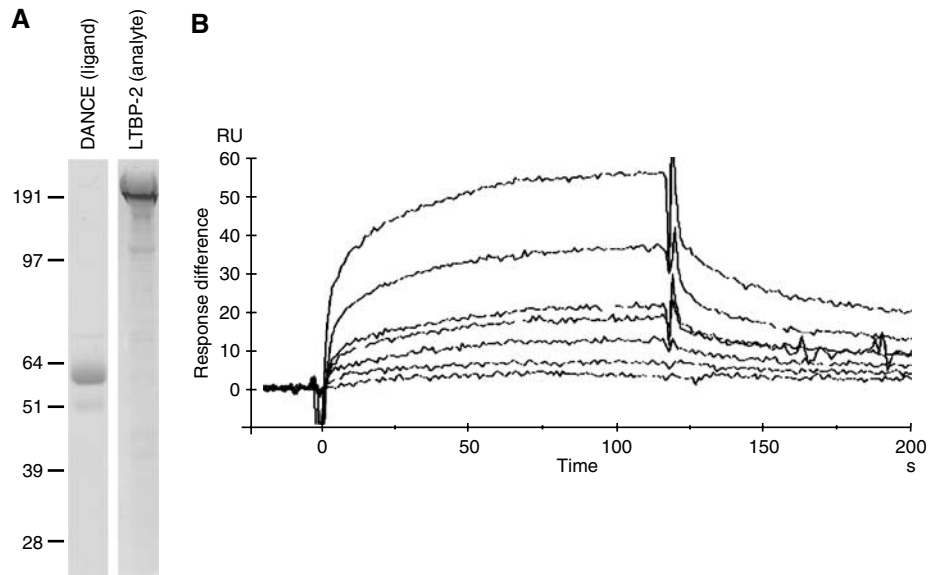 A
DANCE (ligand)
LTBP-2 (analyte)
191
97
64
51
39
28
B
RU
60
50
40
30
20
10
0
Response difference
0 50 100 150 200
Time s